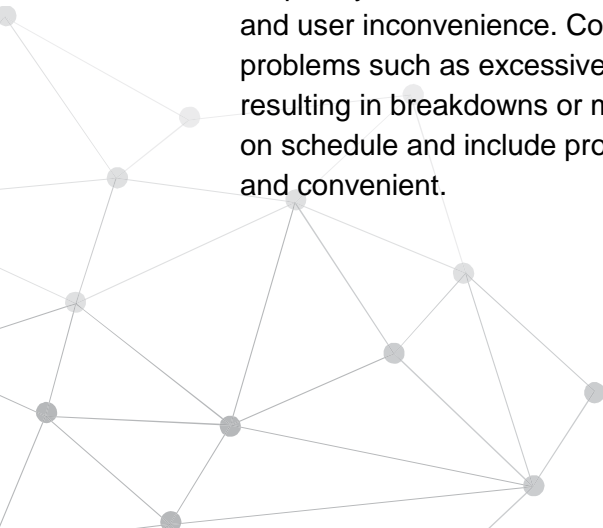 and user inconvenience. Co
problems such as excessive
resulting in breakdowns or m
on schedule and include pro
and convenient.